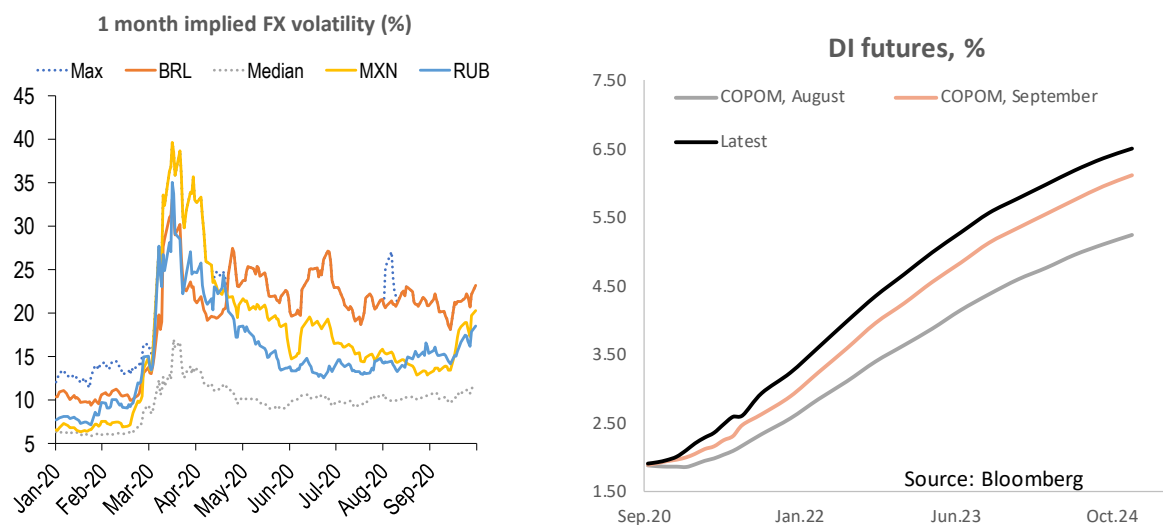 1 month implied FX volatility (%)
Max BRL Median MXN RUB
45
40
35
30
25
20
15
10
5
Jan-20 Feb-20 Mar-20 Apr-20 May-20 Jun-20 Jul-20 Aug-20 Sep-20
DI futures, %
7.50
COPOM, August COPOM, September
Latest
6.50
5.50
4.50
3.50
2.50
1.50
Source: Bloomberg
Sep.20 Jan.22 Jun.23 Oct.24